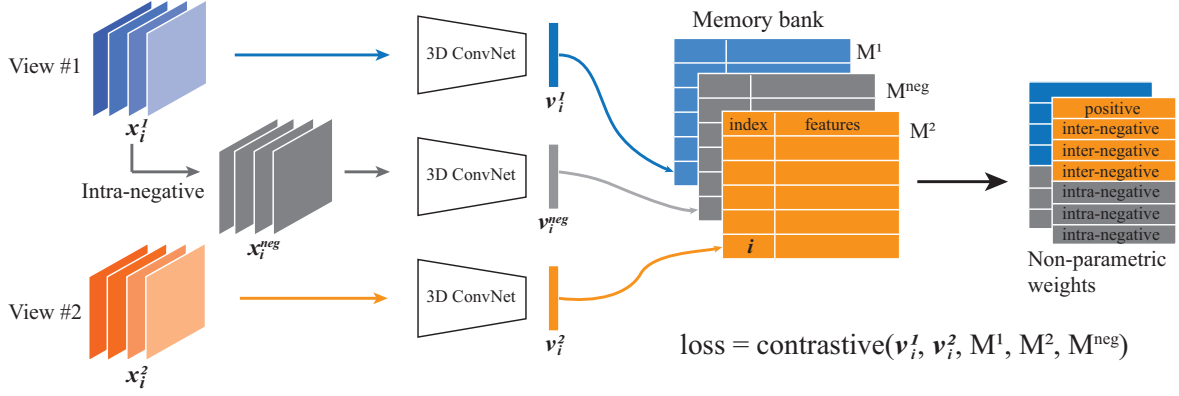 Memory bank
View #1
3D ConvNet
M¹
x_i^1
v_i^1
M^neg
index
features
M²
positive
inter-negative
inter-negative
inter-negative
intra-negative
intra-negative
intra-negative
Intra-negative
3D ConvNet
x_i^neg
v_i^neg
i
Non-parametric
weights
View #2
3D ConvNet
x_i^2
v_i^2
loss = contrastive(v_i^1, v_i^2, M¹, M², M^neg)